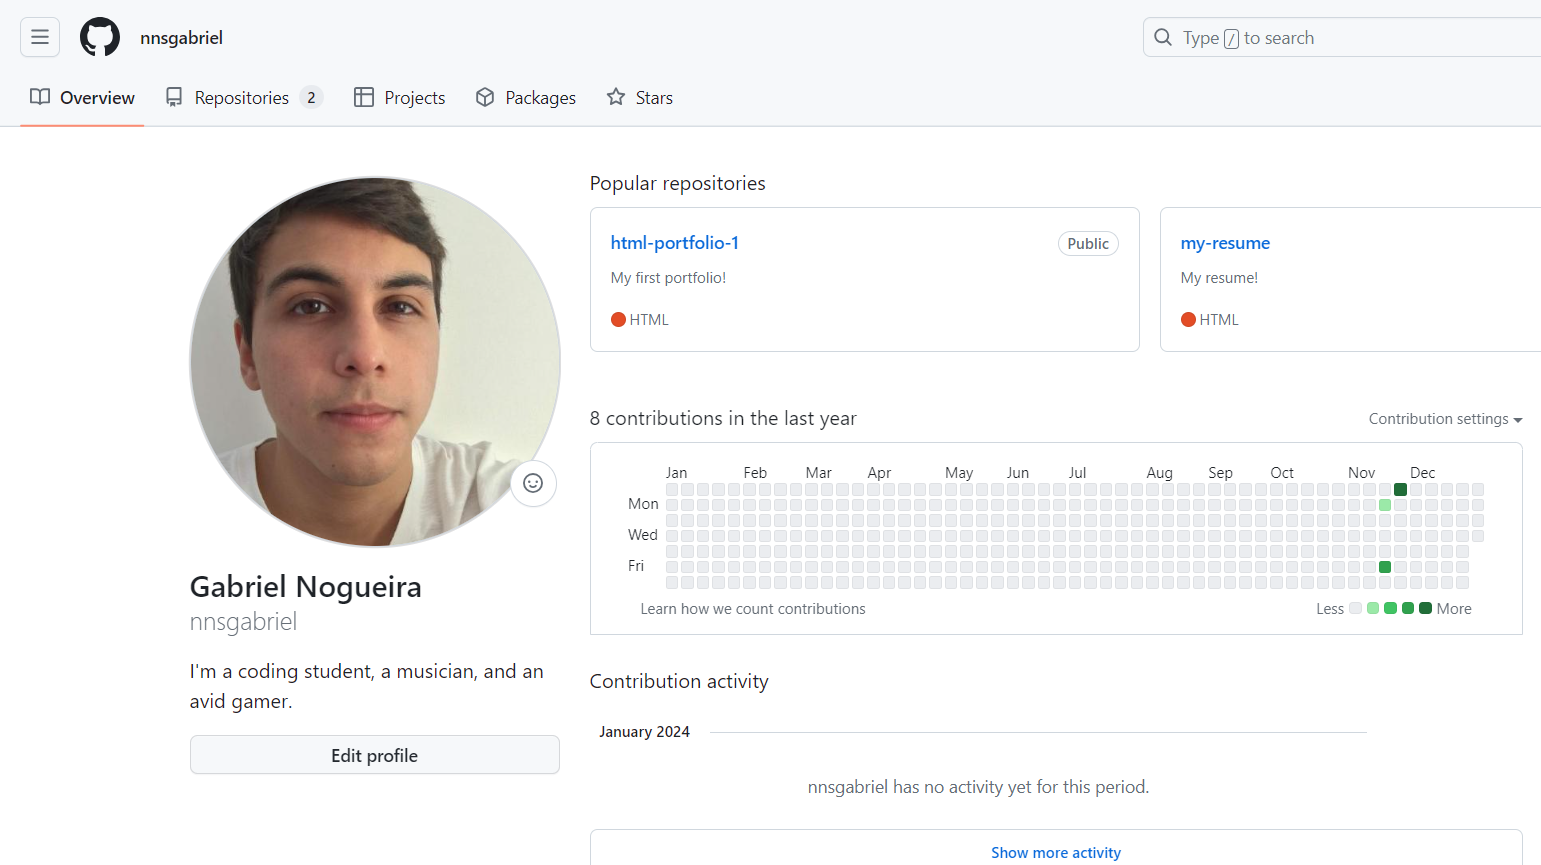 nnsgabriel
Type / to search
Overview
Repositories 2
Projects
Packages
Stars
Popular repositories
html-portfolio-1
Public
My first portfolio!
HTML
my-resume
My resume!
HTML
8 contributions in the last year
Contribution settings
Jan Feb Mar Apr May Jun Jul Aug Sep Oct Nov Dec
Mon
Wed
Fri
Learn how we count contributions
Less
More
Gabriel Nogueira
nnsgabriel
I'm a coding student, a musician, and an
avid gamer.
Edit profile
Contribution activity
January 2024
nnsgabriel has no activity yet for this period.
Show more activity